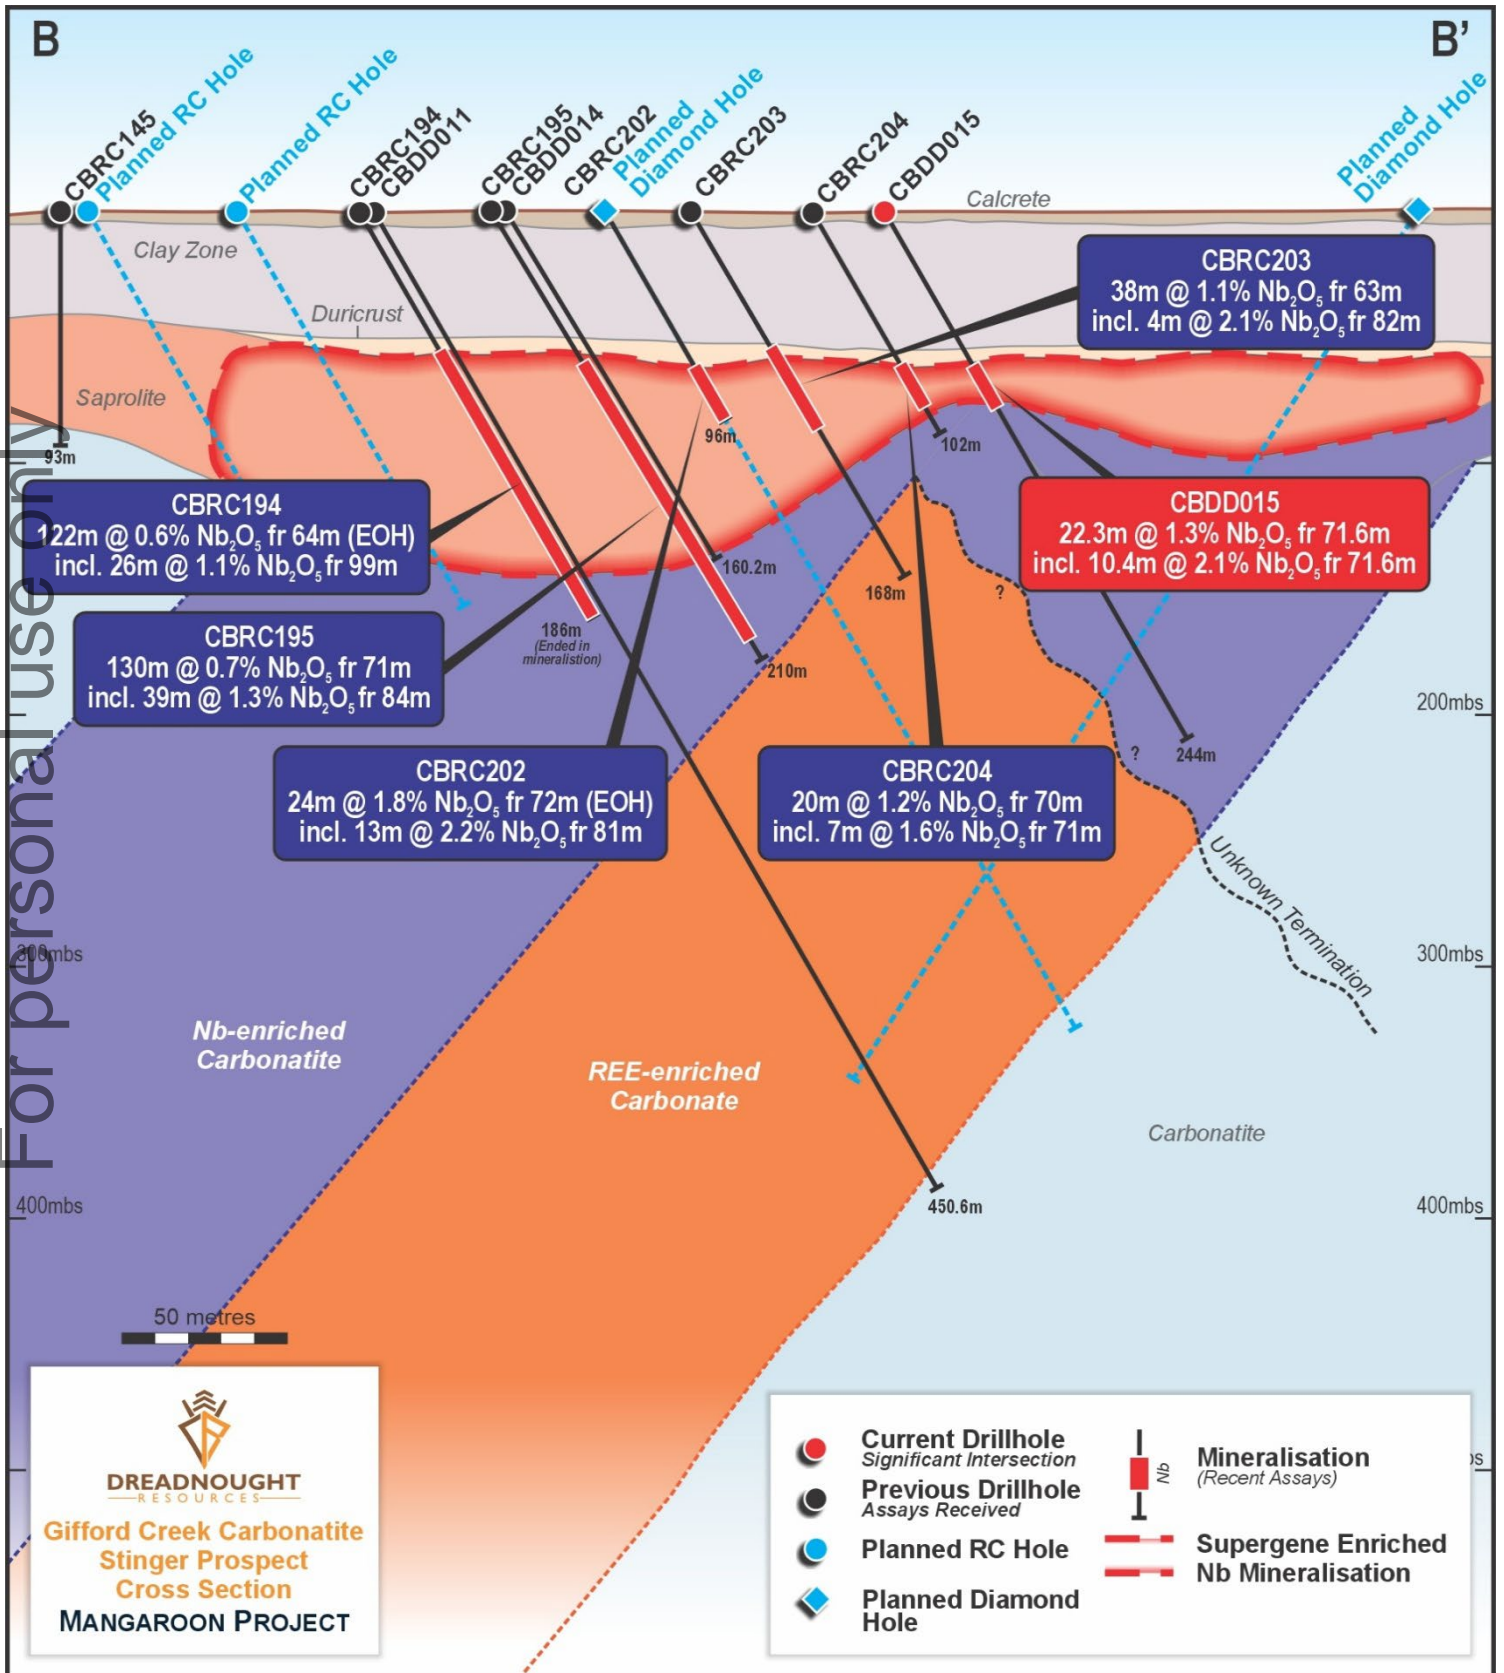 B
B'
CBRC145
Planned RC Hole
Planned RC Hole
CBRC194
CBDD011
CBRC195
CBDD014
CBRC202
Planned
Diamond Hole
CBRC203
CBRC204
CBDD015
Planned
Diamond Hole
Calcrete
Clay Zone
Duricrust
Saprolite
CBRC203
38m @ 1.1% Nb₂O₅ fr 63m
incl. 4m @ 2.1% Nb₂O₅ fr 82m
93m
96m
102m
CBRC194
122m @ 0.6% Nb₂O₅ fr 64m (EOH)
incl. 26m @ 1.1% Nb₂O₅ fr 99m
CBDD015
22.3m @ 1.3% Nb₂O₅ fr 71.6m
incl. 10.4m @ 2.1% Nb₂O₅ fr 71.6m
160.2m
168m
?
CBRC195
130m @ 0.7% Nb₂O₅ fr 71m
incl. 39m @ 1.3% Nb₂O₅ fr 84m
186m
(Ended in
mineralistion)
210m
200mbs
244m
?
CBRC202
24m @ 1.8% Nb₂O₅ fr 72m (EOH)
incl. 13m @ 2.2% Nb₂O₅ fr 81m
CBRC204
20m @ 1.2% Nb₂O₅ fr 70m
incl. 7m @ 1.6% Nb₂O₅ fr 71m
Unknown Termination
300mbs
300mbs
Nb-enriched
Carbonatite
REE-enriched
Carbonate
Carbonatite
400mbs
400mbs
450.6m
50 metres
DREADNOUGHT
RESOURCES
Gifford Creek Carbonatite
Stinger Prospect
Cross Section
MANGAROON PROJECT
Current Drillhole
Significant Intersection
Previous Drillhole
Assays Received
Planned RC Hole
Planned Diamond
Hole
Nb
Mineralisation
(Recent Assays)
Supergene Enriched
Nb Mineralisation
For personal use only